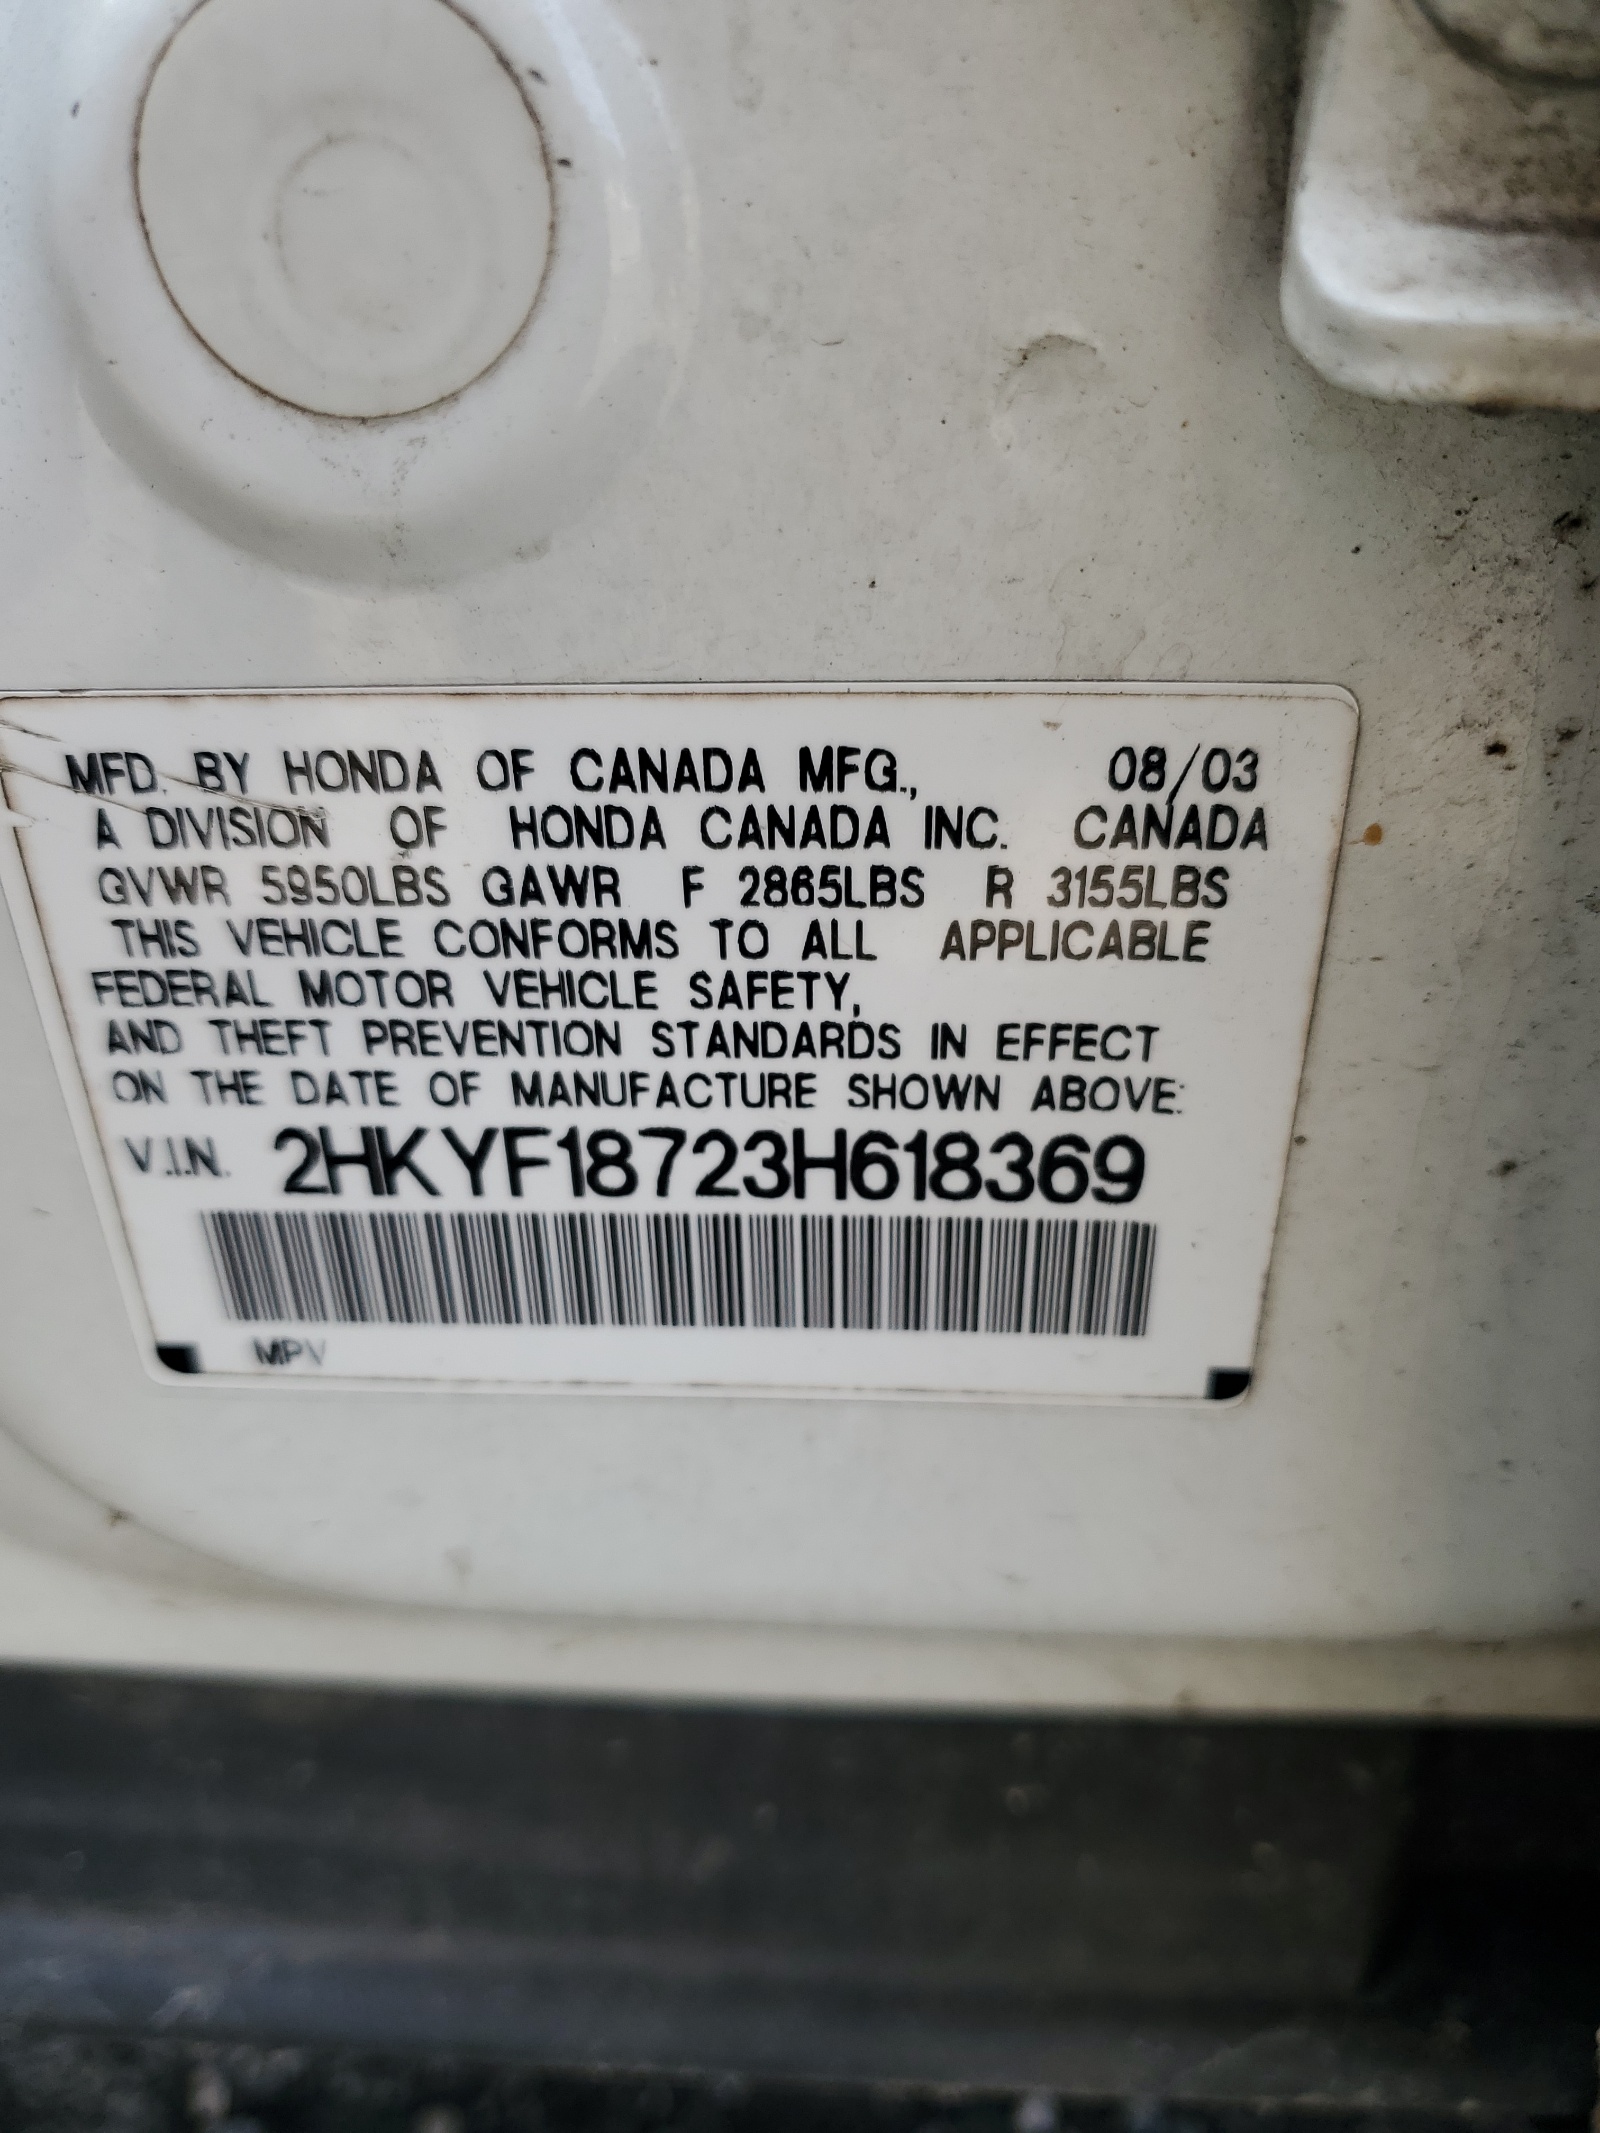 MFD. BY HONDA OF CANADA MFG., 08/03
A DIVISION OF HONDA CANADA INC. CANADA
GVWR 5950LBS GAWR F 2865LBS R 3155LBS
THIS VEHICLE CONFORMS TO ALL APPLICABLE
FEDERAL MOTOR VEHICLE SAFETY,
AND THEFT PREVENTION STANDARDS IN EFFECT
ON THE DATE OF MANUFACTURE SHOWN ABOVE:
V.I.N. 2HKYF18723H618369
MPV